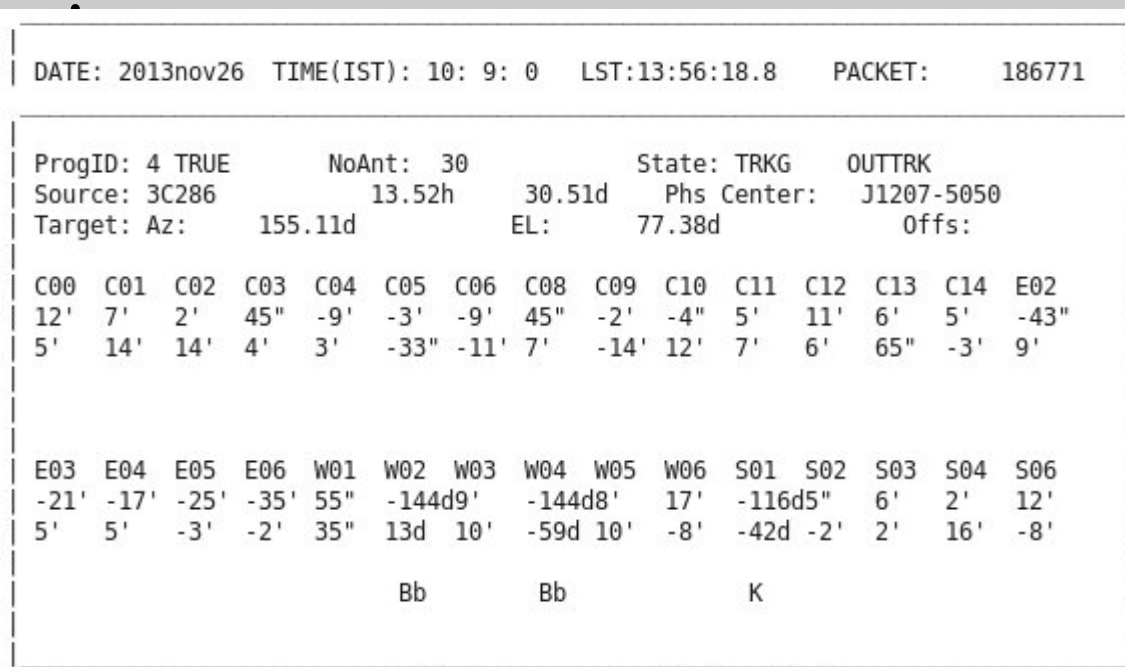 DATE: 2013nov26 TIME(IST): 10: 9: 0 LST:13:56:18.8 PACKET: 186771
ProgID: 4 TRUE NoAnt: 30 State: TRKG OUTTRK
Source: 3C286 13.52h 30.51d Phs Center: J1207-5050
Target: Az: 155.11d EL: 77.38d Offs:
C00 C01 C02 C03 C04 C05 C06 C08 C09 C10 C11 C12 C13 C14 E02
12' 7' 2' 45" -9' -3' -9' 45" -2' -4" 5' 11' 6' 5' -43"
5' 14' 14' 4' 3' -33" -11' 7' -14' 12' 7' 6' 65" -3' 9'
E03 E04 E05 E06 W01 W02 W03 W04 W05 W06 S01 S02 S03 S04 S06
-21' -17' -25' -35' 55" -144d9' -144d8' 17' -116d5" 6' 2' 12'
5' 5' -3' -2' 35" 13d 10' -59d 10' -8' -42d -2' 2' 16' -8'
Bb Bb K